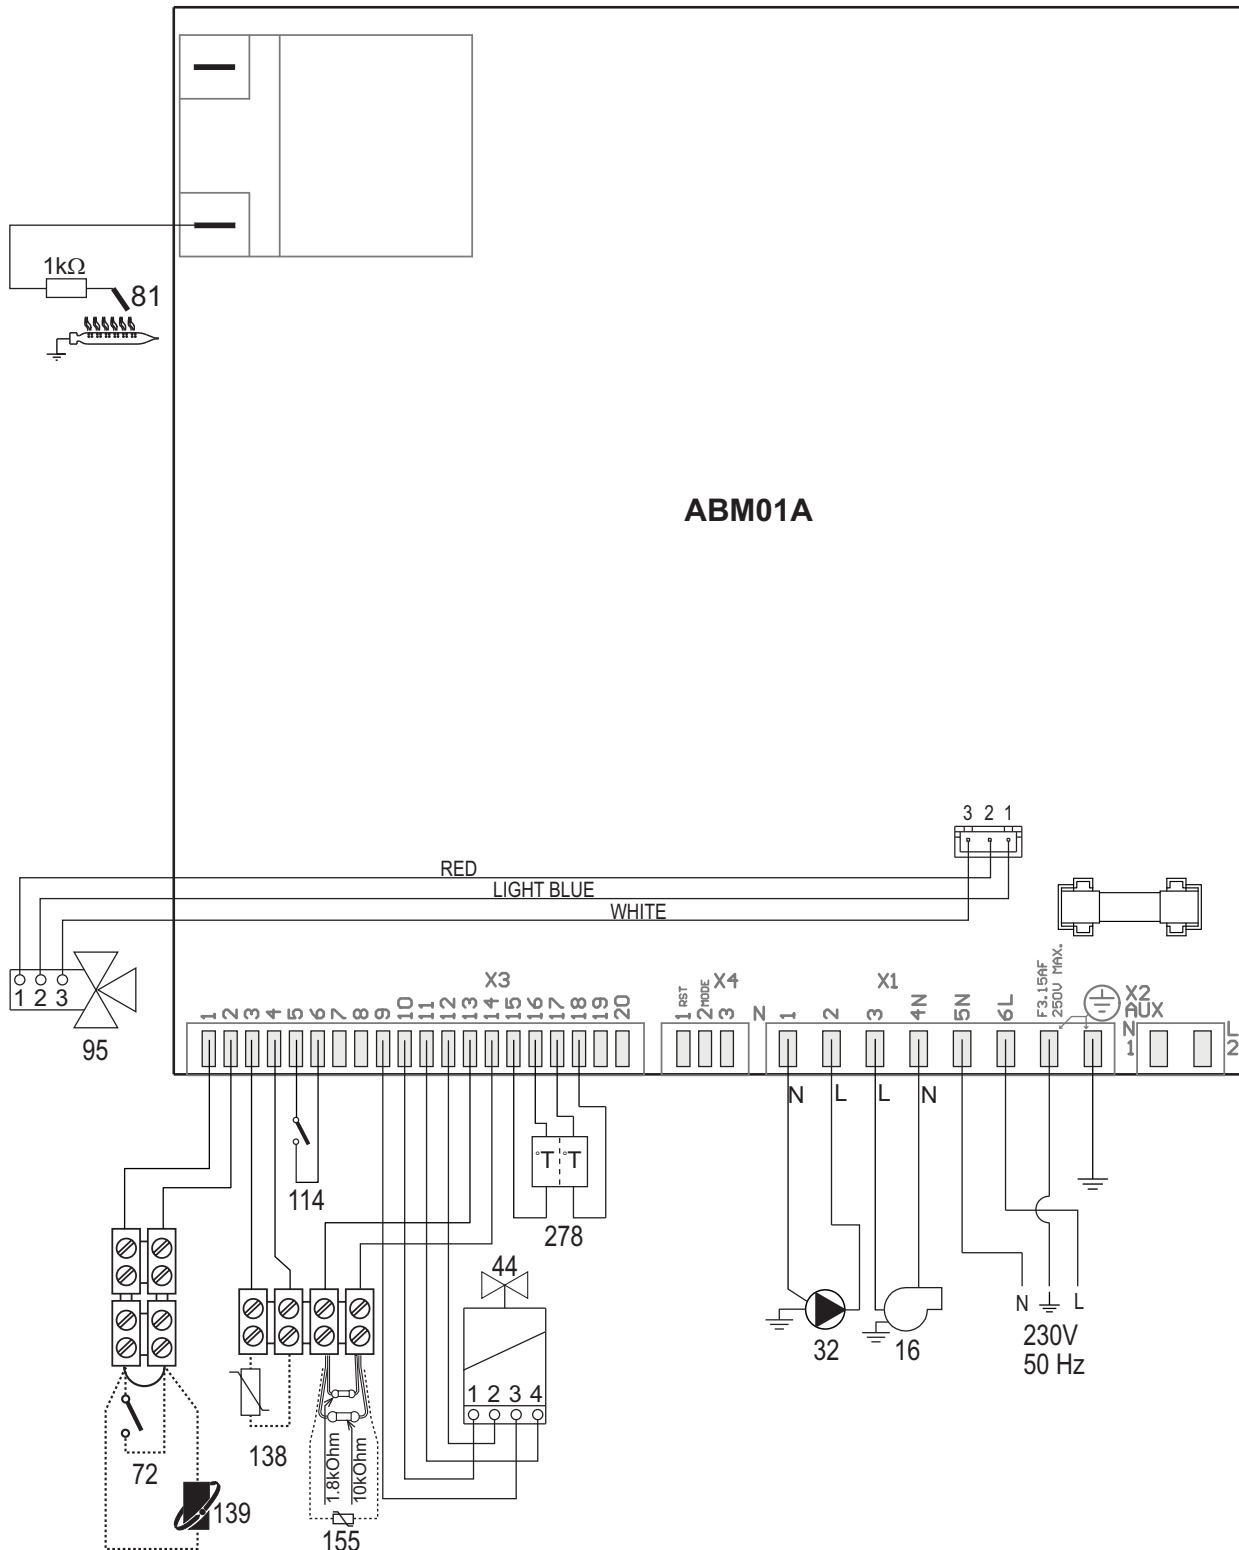 1kΩ
81
ABM01A
3 2 1
RED
LIGHT BLUE
WHITE
1 2 3
95
X3
1 2 3 4 5 6 7 8 9 10 11 12 13 14 15 16 17 18 19 20
X4
1 RST
2 MODE
3
N
X1
1 2 3 4N 5N 6L
F3.15AF
250V MAX.
X2
AUX
N L
1 2
N L L N
°T °T
114
278
44
1 2 3 4
32
16
N L
230V
50 Hz
72
139
138
1.8kOhm
10kOhm
155